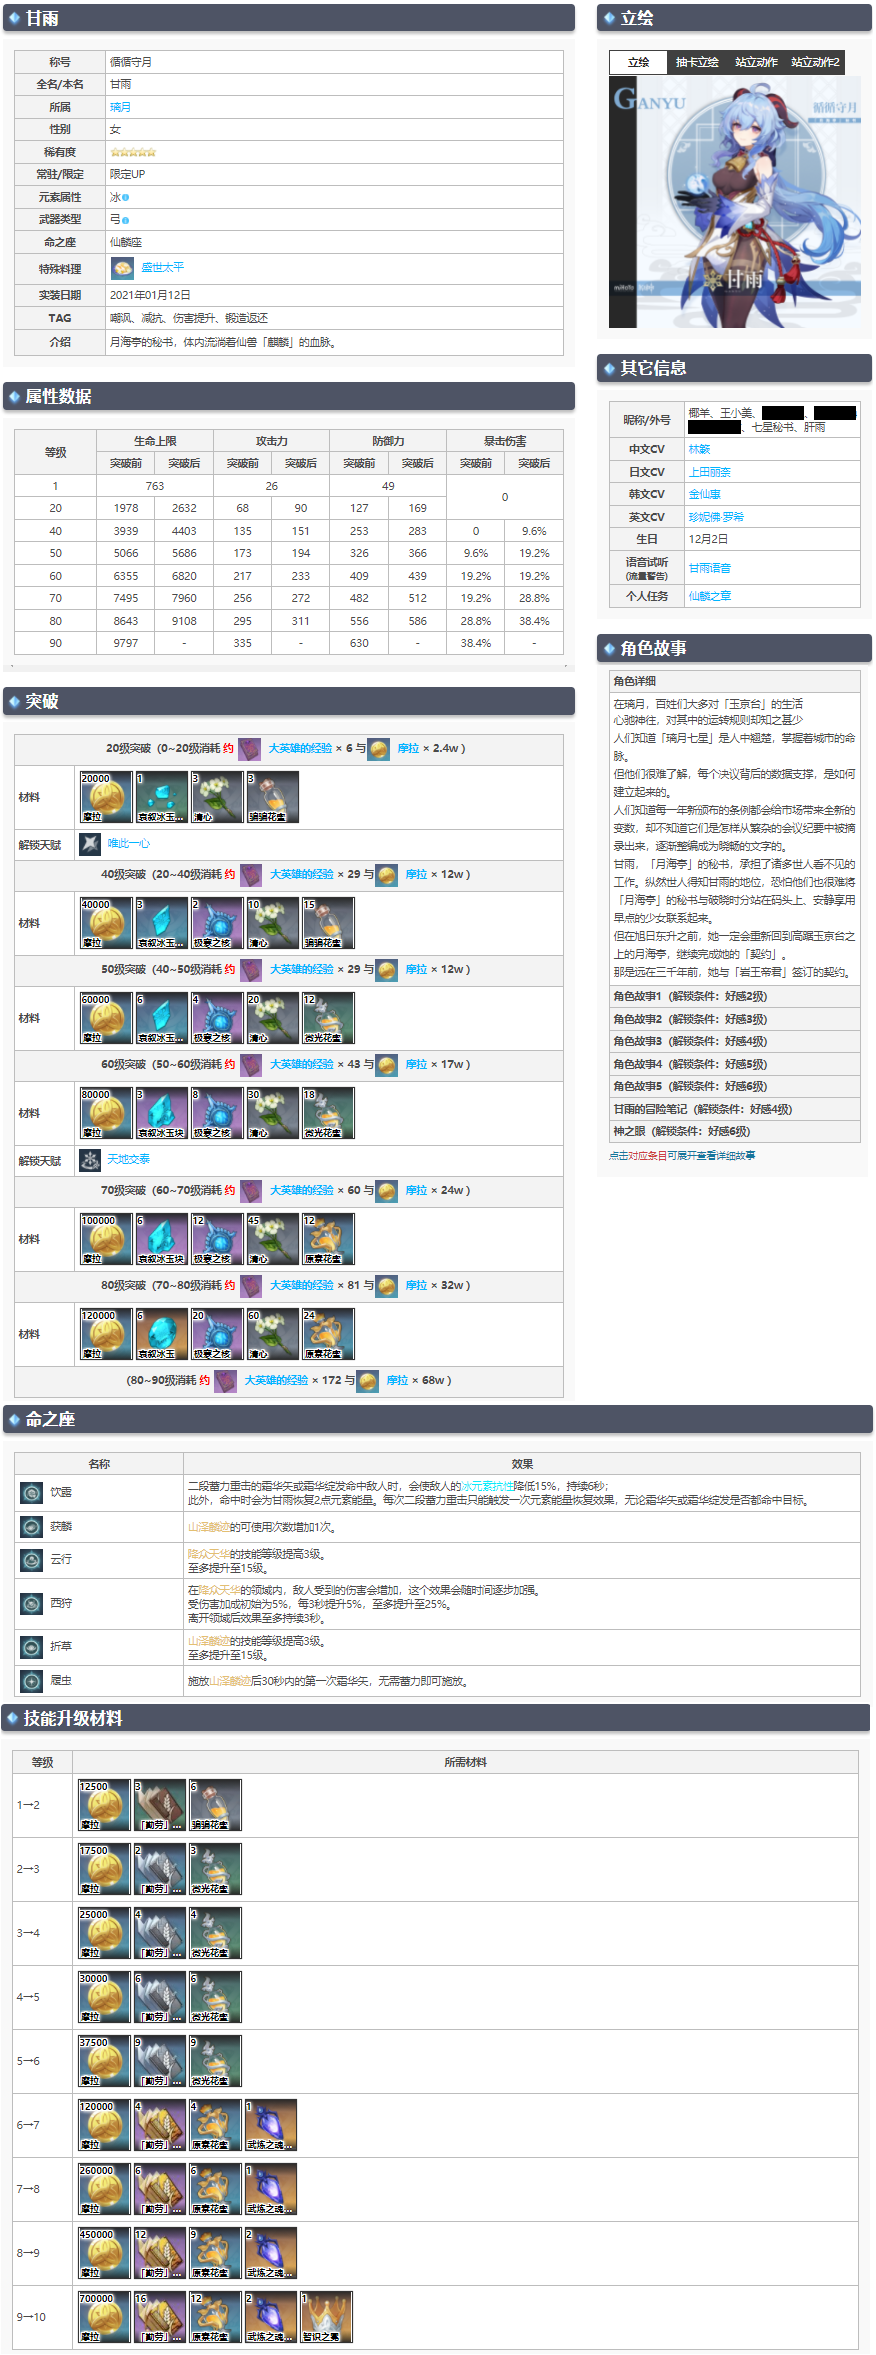 甘雨
称号 循循守月
全名/本名 甘雨
所属 璃月
性别 女
稀有度
常驻/限定 限定UP
元素属性 冰
武器类型 弓
命之座 仙麟座
特殊料理 盛世太平
实装日期 2021年01月12日
TAG 嘲讽、减抗、伤害提升、锻造返还
介绍 月海亭的秘书，体内流淌着仙兽「麒麟」的血脉。
属性数据
等级 生命上限 攻击力 防御力 暴击伤害
突破前 突破后 突破前 突破后 突破前 突破后 突破前 突破后
1 763 26 49 0
20 1978 2632 68 90 127 169
40 3939 4403 135 151 253 283 0 9.6%
50 5066 5686 173 194 326 366 9.6% 19.2%
60 6355 6820 217 233 409 439 19.2% 19.2%
70 7495 7960 256 272 482 512 19.2% 28.8%
80 8643 9108 295 311 556 586 28.8% 38.4%
90 9797 - 335 - 630 - 38.4% -
突破
20级突破（0~20级消耗 约 大英雄的经验 × 6 与 摩拉 × 2.4w ）
材料
20000 1 3 3
摩拉 哀叙冰玉... 清心 骗骗花蜜
解锁天赋 唯此一心
40级突破（20~40级消耗 约 大英雄的经验 × 29 与 摩拉 × 12w ）
材料
40000 3 2 10 15
摩拉 哀叙冰玉... 极寒之核 清心 骗骗花蜜
50级突破（40~50级消耗 约 大英雄的经验 × 29 与 摩拉 × 12w ）
材料
60000 6 4 20 12
摩拉 哀叙冰玉... 极寒之核 清心 微光花蜜
60级突破（50~60级消耗 约 大英雄的经验 × 43 与 摩拉 × 17w ）
材料
80000 3 8 30 18
摩拉 哀叙冰玉块 极寒之核 清心 微光花蜜
解锁天赋 天地交泰
70级突破（60~70级消耗 约 大英雄的经验 × 60 与 摩拉 × 24w ）
材料
100000 6 12 45 12
摩拉 哀叙冰玉块 极寒之核 清心 原素花蜜
80级突破（70~80级消耗 约 大英雄的经验 × 81 与 摩拉 × 32w ）
材料
120000 6 20 60 24
摩拉 哀叙冰玉 极寒之核 清心 原素花蜜
（80~90级消耗 约 大英雄的经验 × 172 与 摩拉 × 68w ）
立绘
立绘 抽卡立绘 站立动作 站立动作2
GANYU
循循守月
miHoYo 原神
甘雨
其它信息
昵称/外号 椰羊、王小美、 、 、
、七星秘书、肝雨
中文CV 林簌
日文CV 上田丽奈
韩文CV 金仙惠
英文CV 珍妮佛·罗希
生日 12月2日
语音试听
(流量警告)
甘雨语音
个人任务 仙麟之章
角色故事
角色详细
在璃月，百姓们大多对「玉京台」的生活
心驰神往，对其中的运转规则却知之甚少
人们知道「璃月七星」是人中翘楚，掌握着城市的命
脉。
但他们很难了解，每个决议背后的数据支撑，是如何
建立起来的。
人们知道每一年新颁布的条例都会给市场带来全新的
变数，却不知道它们是怎样从繁杂的会议纪要中被摘
录出来，逐渐整编成为晓畅的文字的。
甘雨，「月海亭」的秘书，承担了诸多世人看不见的
工作。纵然世人得知甘雨的地位，恐怕他们也很难将
「月海亭」的秘书与破晓时分站在码头上、安静享用
早点的少女联系起来。
但在旭日东升之前，她一定会重新回到高踞玉京台之
上的月海亭，继续完成她的「契约」。
那是远在三千年前，她与「岩王帝君」签订的契约。
角色故事1（解锁条件：好感2级）
角色故事2（解锁条件：好感3级）
角色故事3（解锁条件：好感4级）
角色故事4（解锁条件：好感5级）
角色故事5（解锁条件：好感6级）
甘雨的冒险笔记（解锁条件：好感4级）
神之眼（解锁条件：好感6级）
点击对应条目可展开查看详细故事
命之座
名称 效果
饮露
二段蓄力重击的霜华矢或霜华绽发命中敌人时，会使敌人的冰元素抗性降低15%，持续6秒；
此外，命中时会为甘雨恢复2点元素能量。每次二段蓄力重击只能触发一次元素能量恢复效果，无论霜华矢或霜华绽发是否都命中目标。
获麟 山泽麟迹的可使用次数增加1次。
云行
降众天华的技能等级提高3级。
至多提升至15级。
西狩
在降众天华的领域内，敌人受到的伤害会增加，这个效果会随时间逐步加强。
受伤害加成初始为5%，每3秒提升5%，至多提升至25%。
离开领域后效果至多持续3秒。
折草
山泽麟迹的技能等级提高3级。
至多提升至15级。
履虫 施放山泽麟迹后30秒内的第一次霜华矢，无需蓄力即可施放。
技能升级材料
等级 所需材料
1→2
12500 3 6
摩拉 「勤劳」... 骗骗花蜜
2→3
17500 2 3
摩拉 「勤劳」... 微光花蜜
3→4
25000 4 4
摩拉 「勤劳」... 微光花蜜
4→5
30000 6 6
摩拉 「勤劳」... 微光花蜜
5→6
37500 9 9
摩拉 「勤劳」... 微光花蜜
6→7
120000 4 4 1
摩拉 「勤劳」... 原素花蜜 武炼之魂...
7→8
260000 6 6 1
摩拉 「勤劳」... 原素花蜜 武炼之魂...
8→9
450000 12 9 2
摩拉 「勤劳」... 原素花蜜 武炼之魂...
9→10
700000 16 12 2 1
摩拉 「勤劳」... 原素花蜜 武炼之魂... 智识之冕